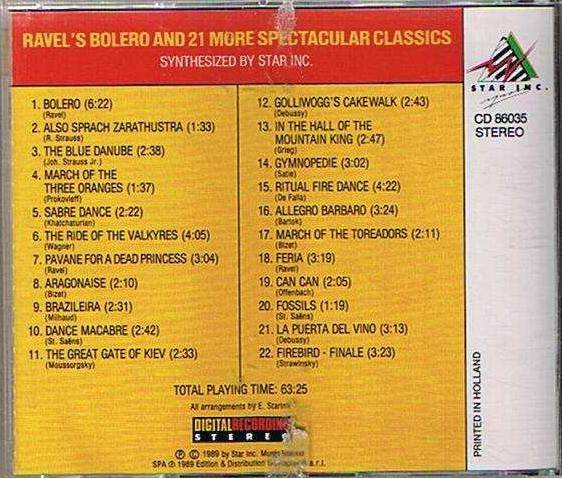 RAVEL'S BOLERO AND 21 MORE SPECTACULAR CLASSICS
SYNTHESIZED BY STAR INC.
1. BOLERO (6:22)
(Ravel)
2. ALSO SPRACH ZARATHUSTRA (1:33)
(R. Strauss)
3. THE BLUE DANUBE (2:38)
(Joh. Strauss Jr.)
4. MARCH OF THE
THREE ORANGES (1:37)
(Prokovieff)
5. SABRE DANCE (2:22)
(Khatchaturian)
6. THE RIDE OF THE VALKYRES (4:05)
(Wagner)
7. PAVANE FOR A DEAD PRINCESS (3:04)
(Ravel)
8. ARAGONAISE (2:10)
(Bizet)
9. BRAZILEIRA (2:31)
(Milhaud)
10. DANCE MACABRE (2:42)
(St. Saëns)
11. THE GREAT GATE OF KIEV (2:33)
(Moussorgsky)
12. GOLLIWOGG'S CAKEWALK (2:43)
(Debussy)
13. IN THE HALL OF THE
MOUNTAIN KING (2:47)
(Grieg)
14. GYMNOPEDIE (3:02)
(Satie)
15. RITUAL FIRE DANCE (4:22)
(De Falla)
16. ALLEGRO BARBARO (3:24)
(Bartok)
17. MARCH OF THE TOREADORS (2:11)
(Bizet)
18. FERIA (3:19)
(Ravel)
19. CAN CAN (2:05)
(Offenbach)
20. FOSSILS (1:19)
(St. Saëns)
21. LA PUERTA DEL VINO (3:13)
(Debussy)
22. FIREBIRD - FINALE (3:23)
(Strawinsky)
TOTAL PLAYING TIME: 63:25
All arrangements by E. Starink
DIGITAL RECORDING
STEREO
Ⓟ © 1989 by Star Inc.
SPA Ⓟ 1989 Edition & Distribution s.a.r.l.
STAR INC.
CD 86035
STEREO
PRINTED IN HOLLAND